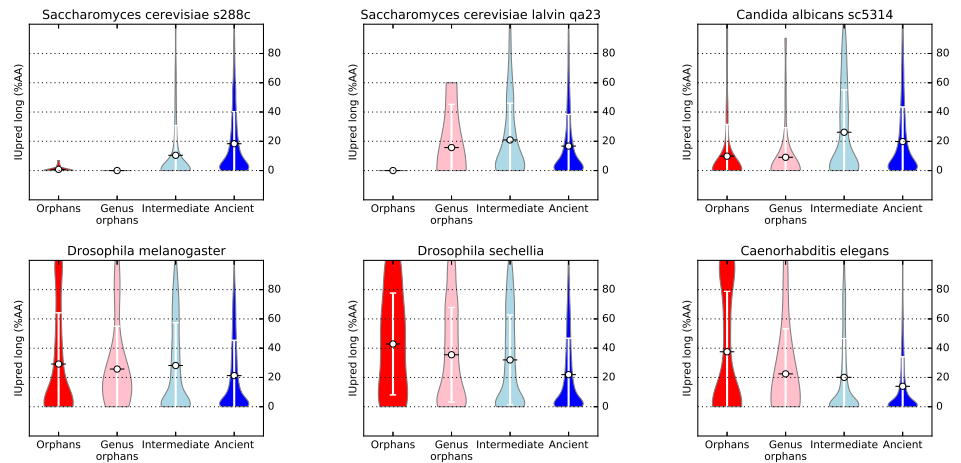 Saccharomyces cerevisiae s288c
Saccharomyces cerevisiae lalvin qa23
Candida albicans sc5314
IUpred long (%AA)
80
60
40
20
0
Orphans
Genus
orphans
Intermediate
Ancient
IUpred long (%AA)
80
60
40
20
0
Orphans
Genus
orphans
Intermediate
Ancient
IUpred long (%AA)
80
60
40
20
0
Orphans
Genus
orphans
Intermediate
Ancient
Drosophila melanogaster
Drosophila sechellia
Caenorhabditis elegans
IUpred long (%AA)
80
60
40
20
0
Orphans
Genus
orphans
Intermediate
Ancient
IUpred long (%AA)
80
60
40
20
0
Orphans
Genus
orphans
Intermediate
Ancient
IUpred long (%AA)
80
60
40
20
0
Orphans
Genus
orphans
Intermediate
Ancient